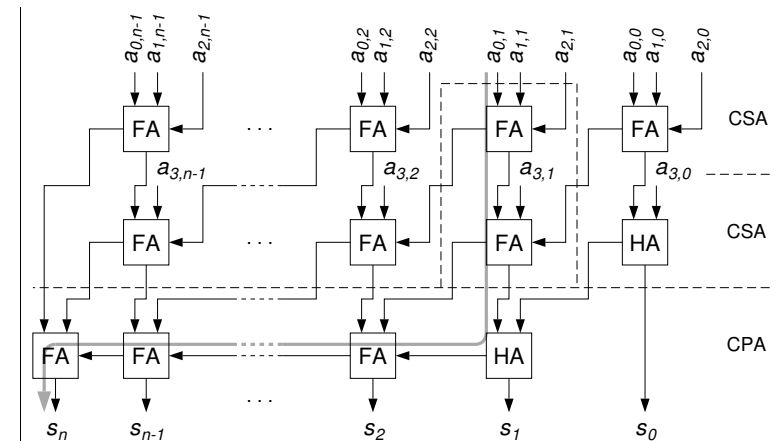 a0,n-1 a1,n-1 a2,n-1 a0,2 a1,2 a2,2 a0,1 a1,1 a2,1 a0,0 a1,0 a2,0
FA . . . FA FA FA CSA
a3,n-1 a3,2 a3,1 a3,0
FA . . . FA FA HA CSA
FA FA FA HA CPA
. . .
sn sn-1 s2 s1 s0